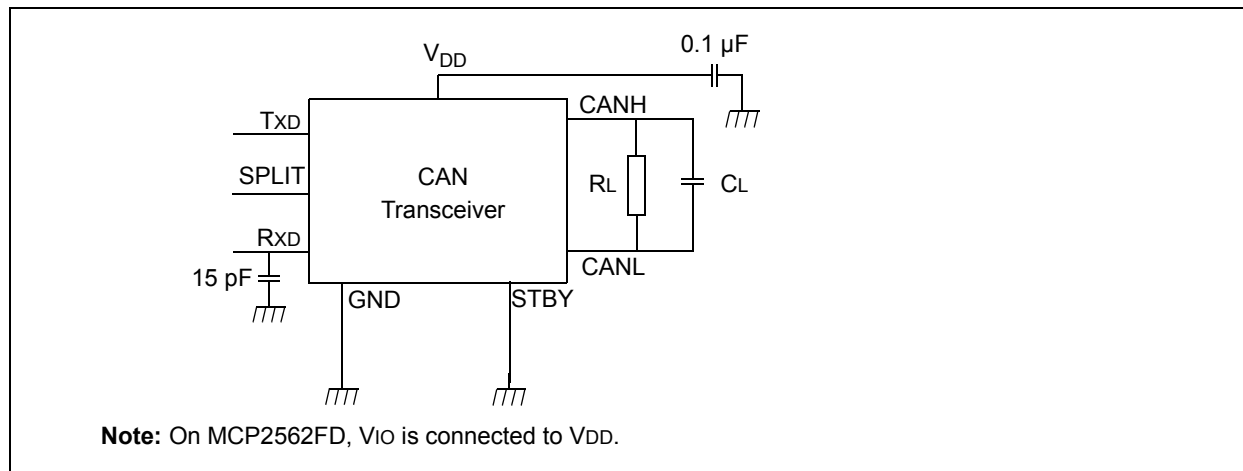 0.1 µF
VDD
CANH
TXD
SPLIT
CAN
Transceiver
RL
CL
RXD
CANL
15 pF
GND
STBY
Note: On MCP2562FD, VIO is connected to VDD.